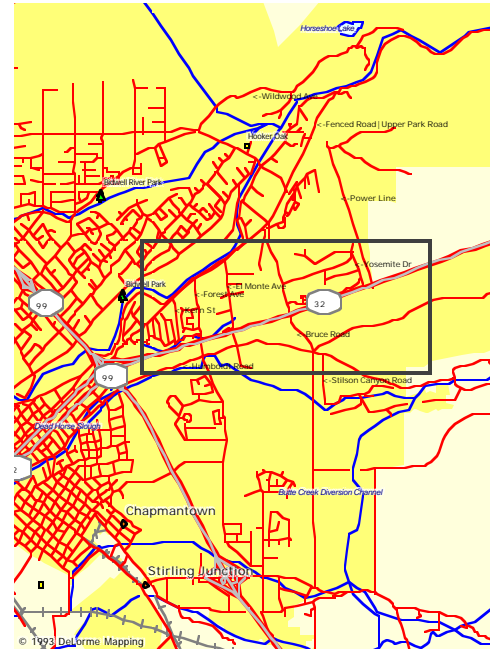 Horseshoe Lake
<-Wildwood Ave
<-Fenced Road|Upper Park Road
Hooker Oak
Bidwell River Park
<-Power Line
<-Yosemite Dr
Bidwell Park
<-El Monte Ave
<-Forest Ave
99
32
<-Kern St
<-Bruce Road
<-Humboldt Road
99
<-Stilson Canyon Road
Dead Horse Slough
2
Butte Creek Diversion Channel
Chapmantown
Stirling Junction
© 1993 DeLorme Mapping